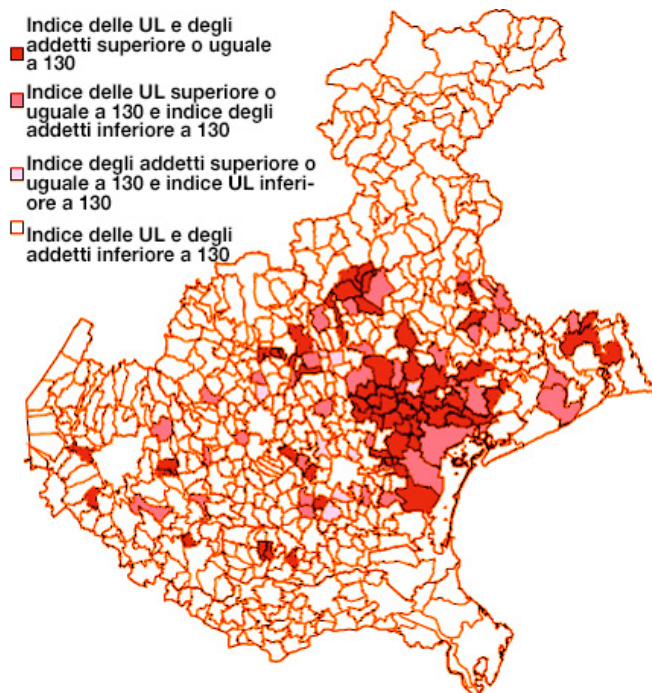 Indice delle UL e degli
addetti superiore o uguale
a 130
Indice delle UL superiore o
uguale a 130 e indice degli
addetti inferiore a 130
Indice degli addetti superiore o
uguale a 130 e indice UL inferi-
ore a 130
Indice delle UL e degli
addetti inferiore a 130